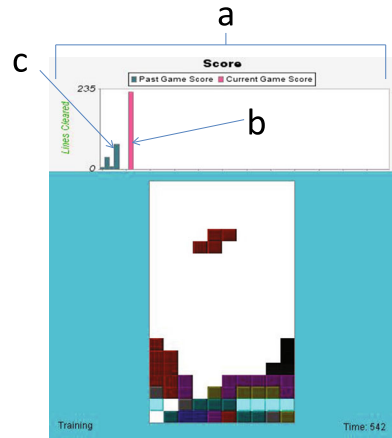 a
Score
c
Past Game Score Current Game Score
235
Lines Cleared
b
0
Training
Time: 542